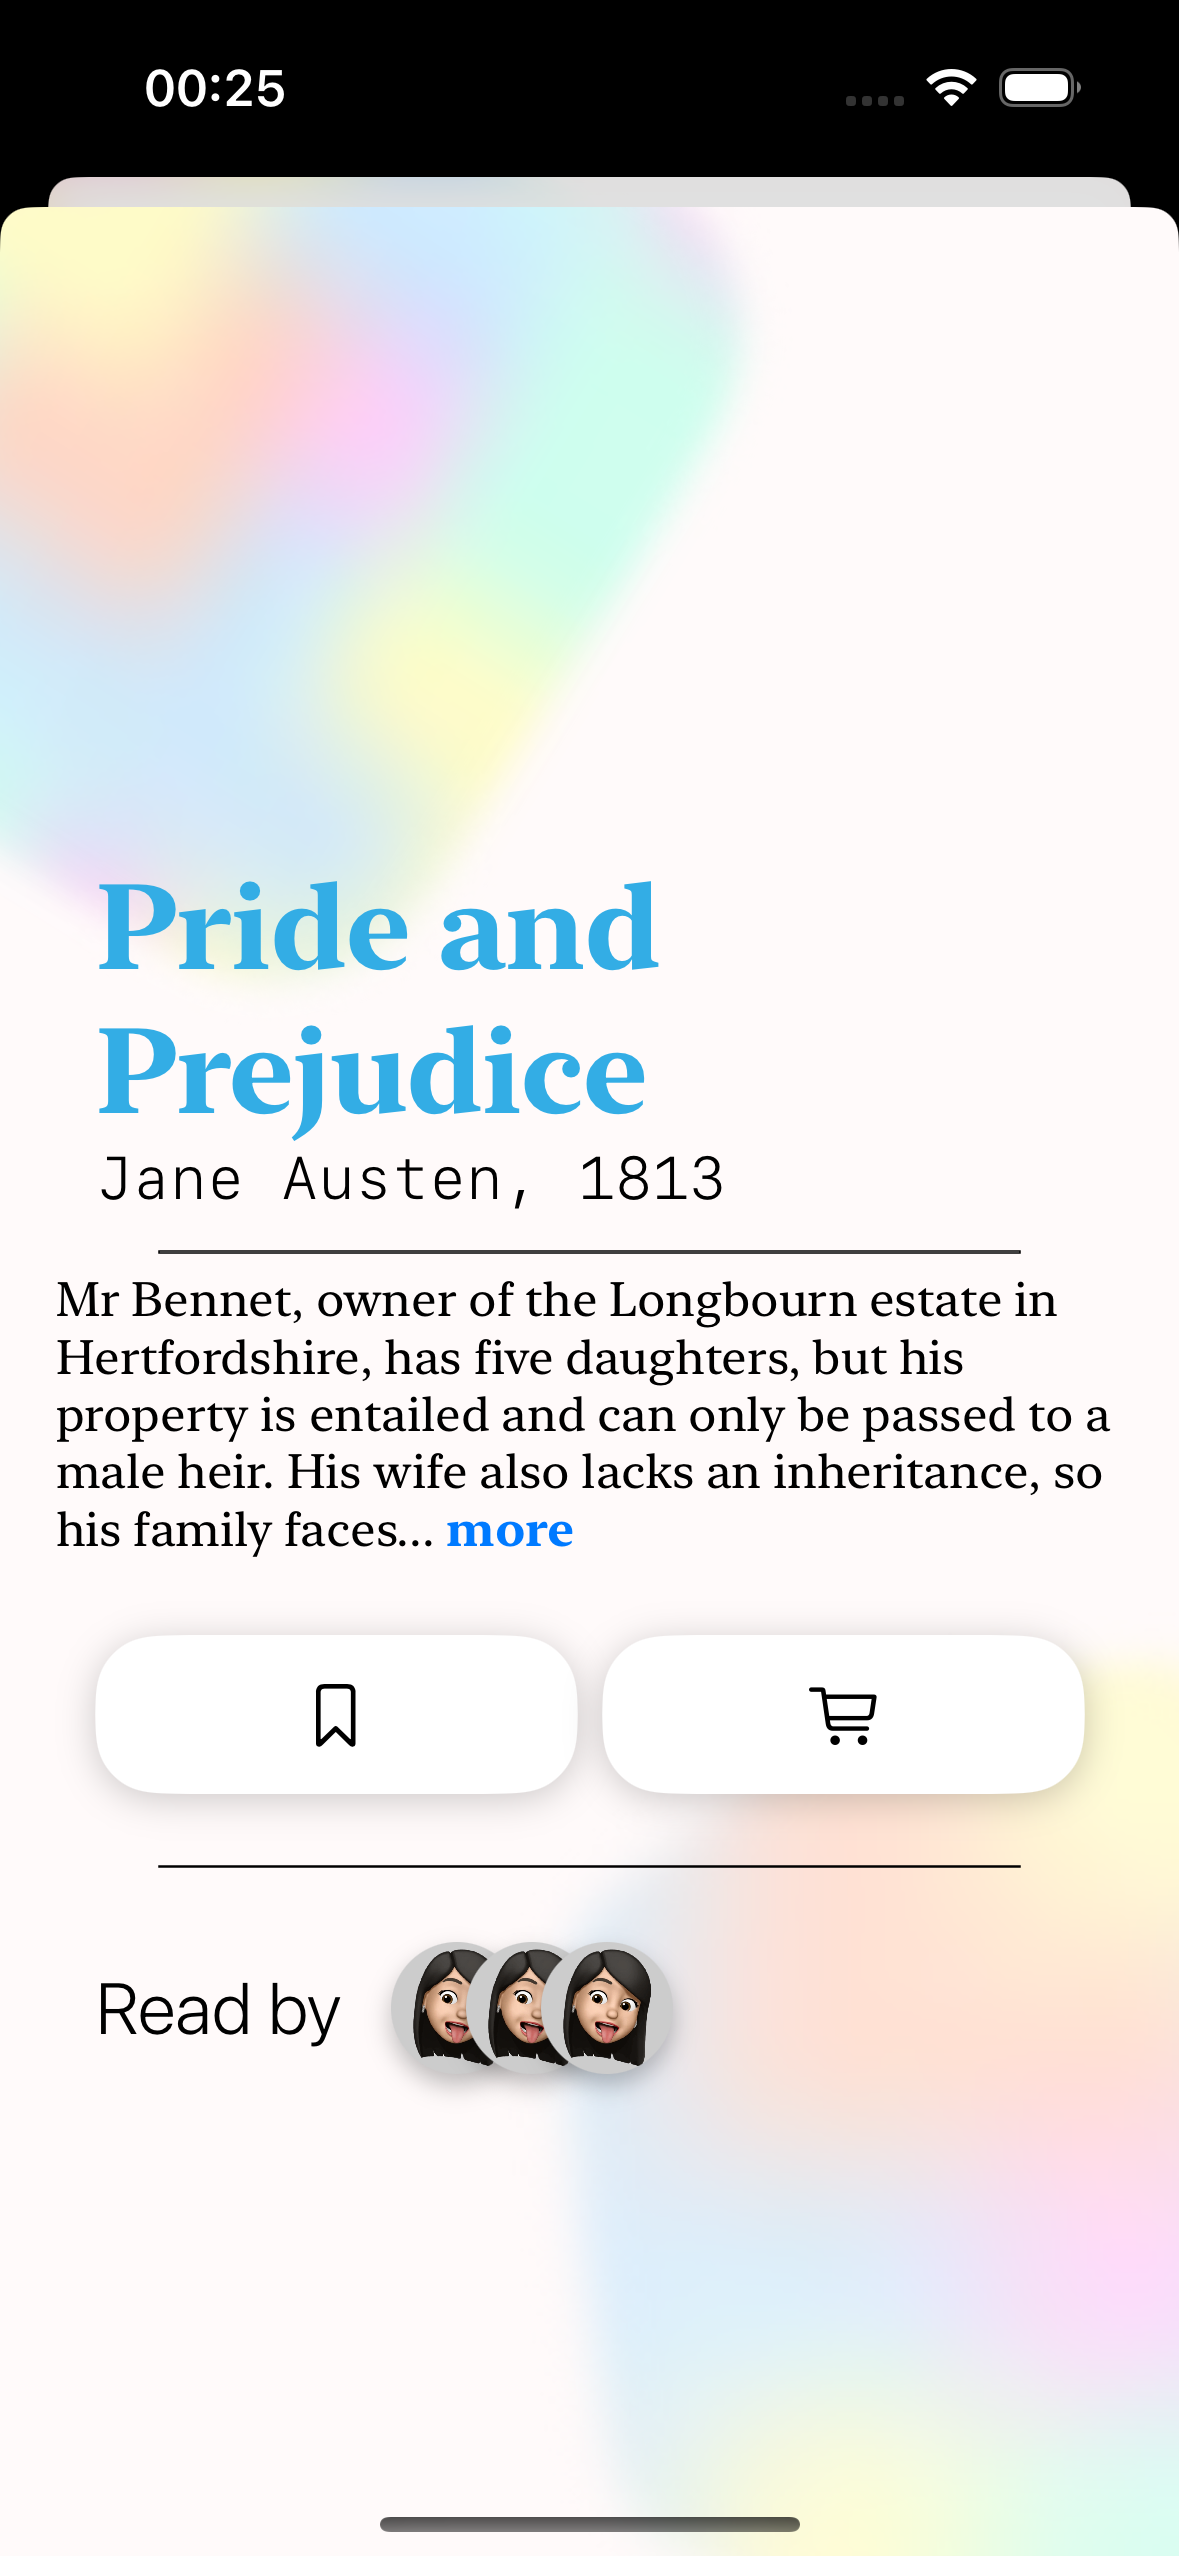 00:25
Pride and
Prejudice
Jane Austen, 1813
Mr Bennet, owner of the Longbourn estate in
Hertfordshire, has five daughters, but his
property is entailed and can only be passed to a
male heir. His wife also lacks an inheritance, so
his family faces... more
Read by